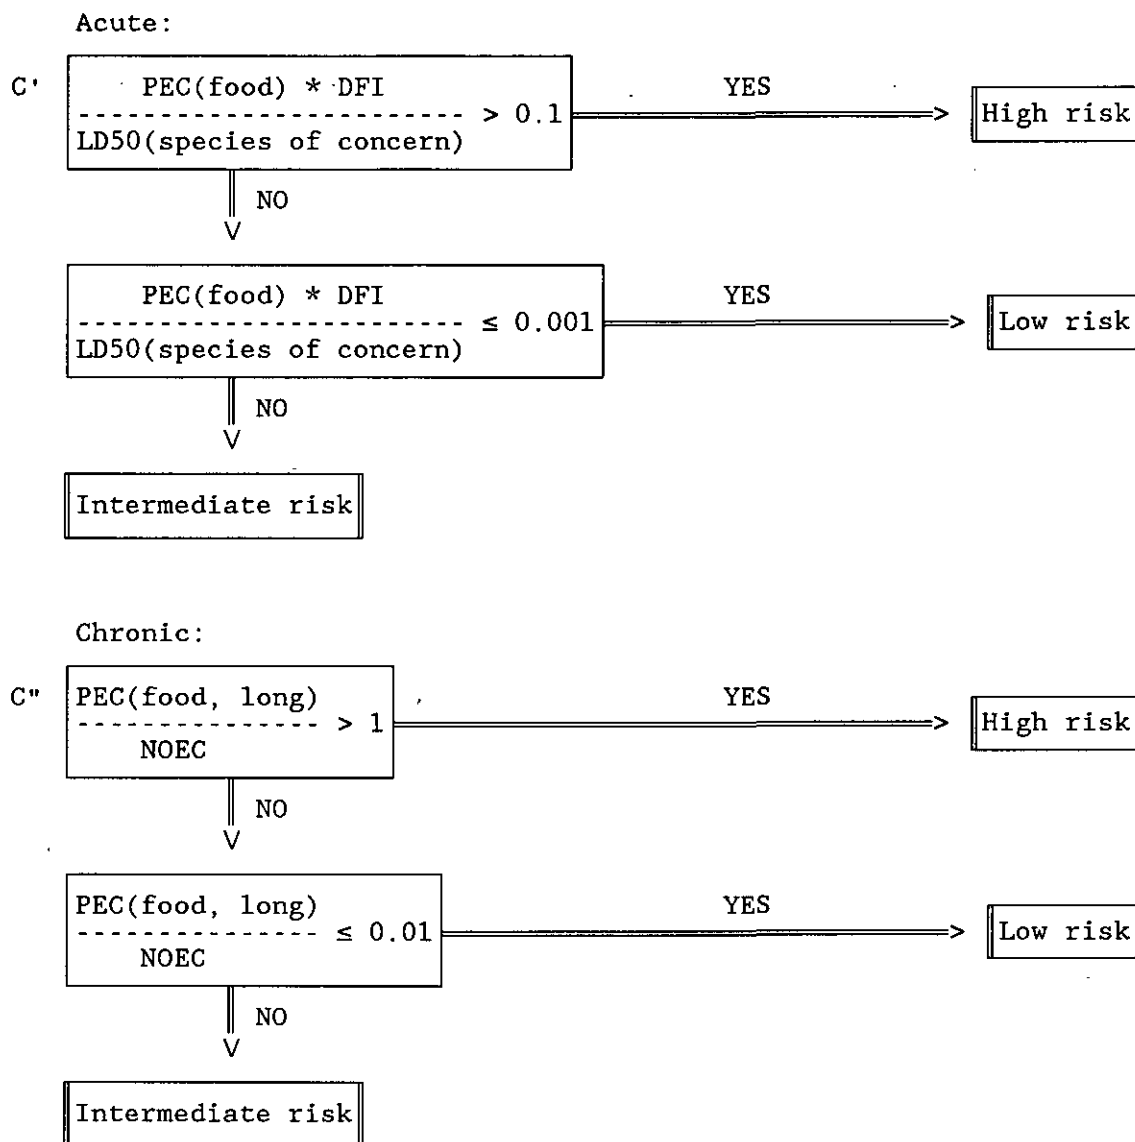 Acute:
C' PEC(food) * DFI YES
------------------------ > 0.1 ==> High risk
LD50(species of concern)
NO
PEC(food) * DFI YES
------------------------ ≤ 0.001 ==> Low risk
LD50(species of concern)
NO
Intermediate risk
Chronic:
C" PEC(food, long) YES
--------------- > 1 ==> High risk
NOEC
NO
PEC(food, long) YES
--------------- ≤ 0.01 ==> Low risk
NOEC
NO
Intermediate risk